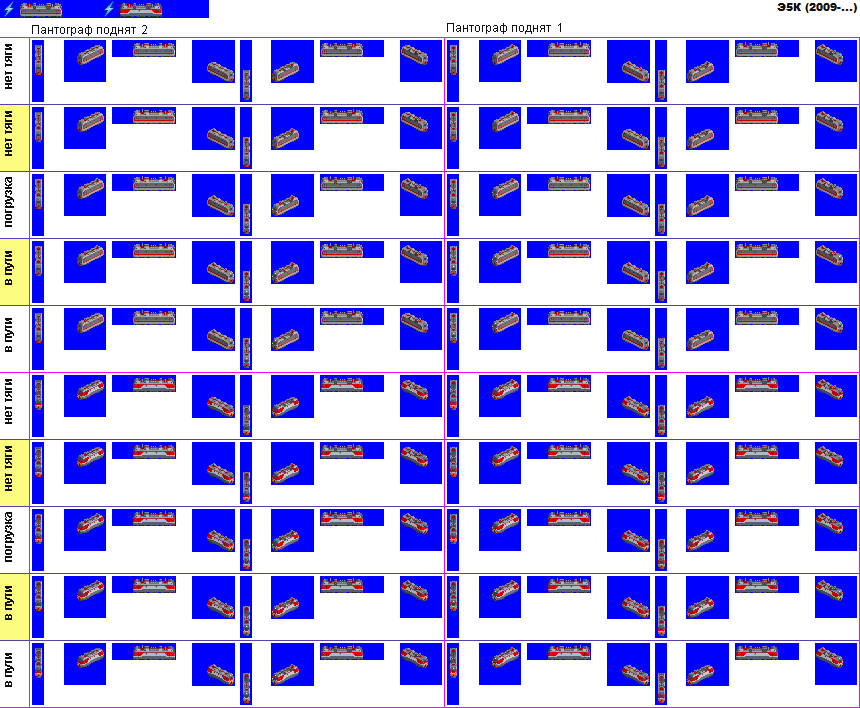 Э5К (2009-...)
Пантограф поднят 2
Пантограф поднят 1
нет тяги
нет тяги
погрузка
в пути
в пути
нет тяги
нет тяги
погрузка
в пути
в пути